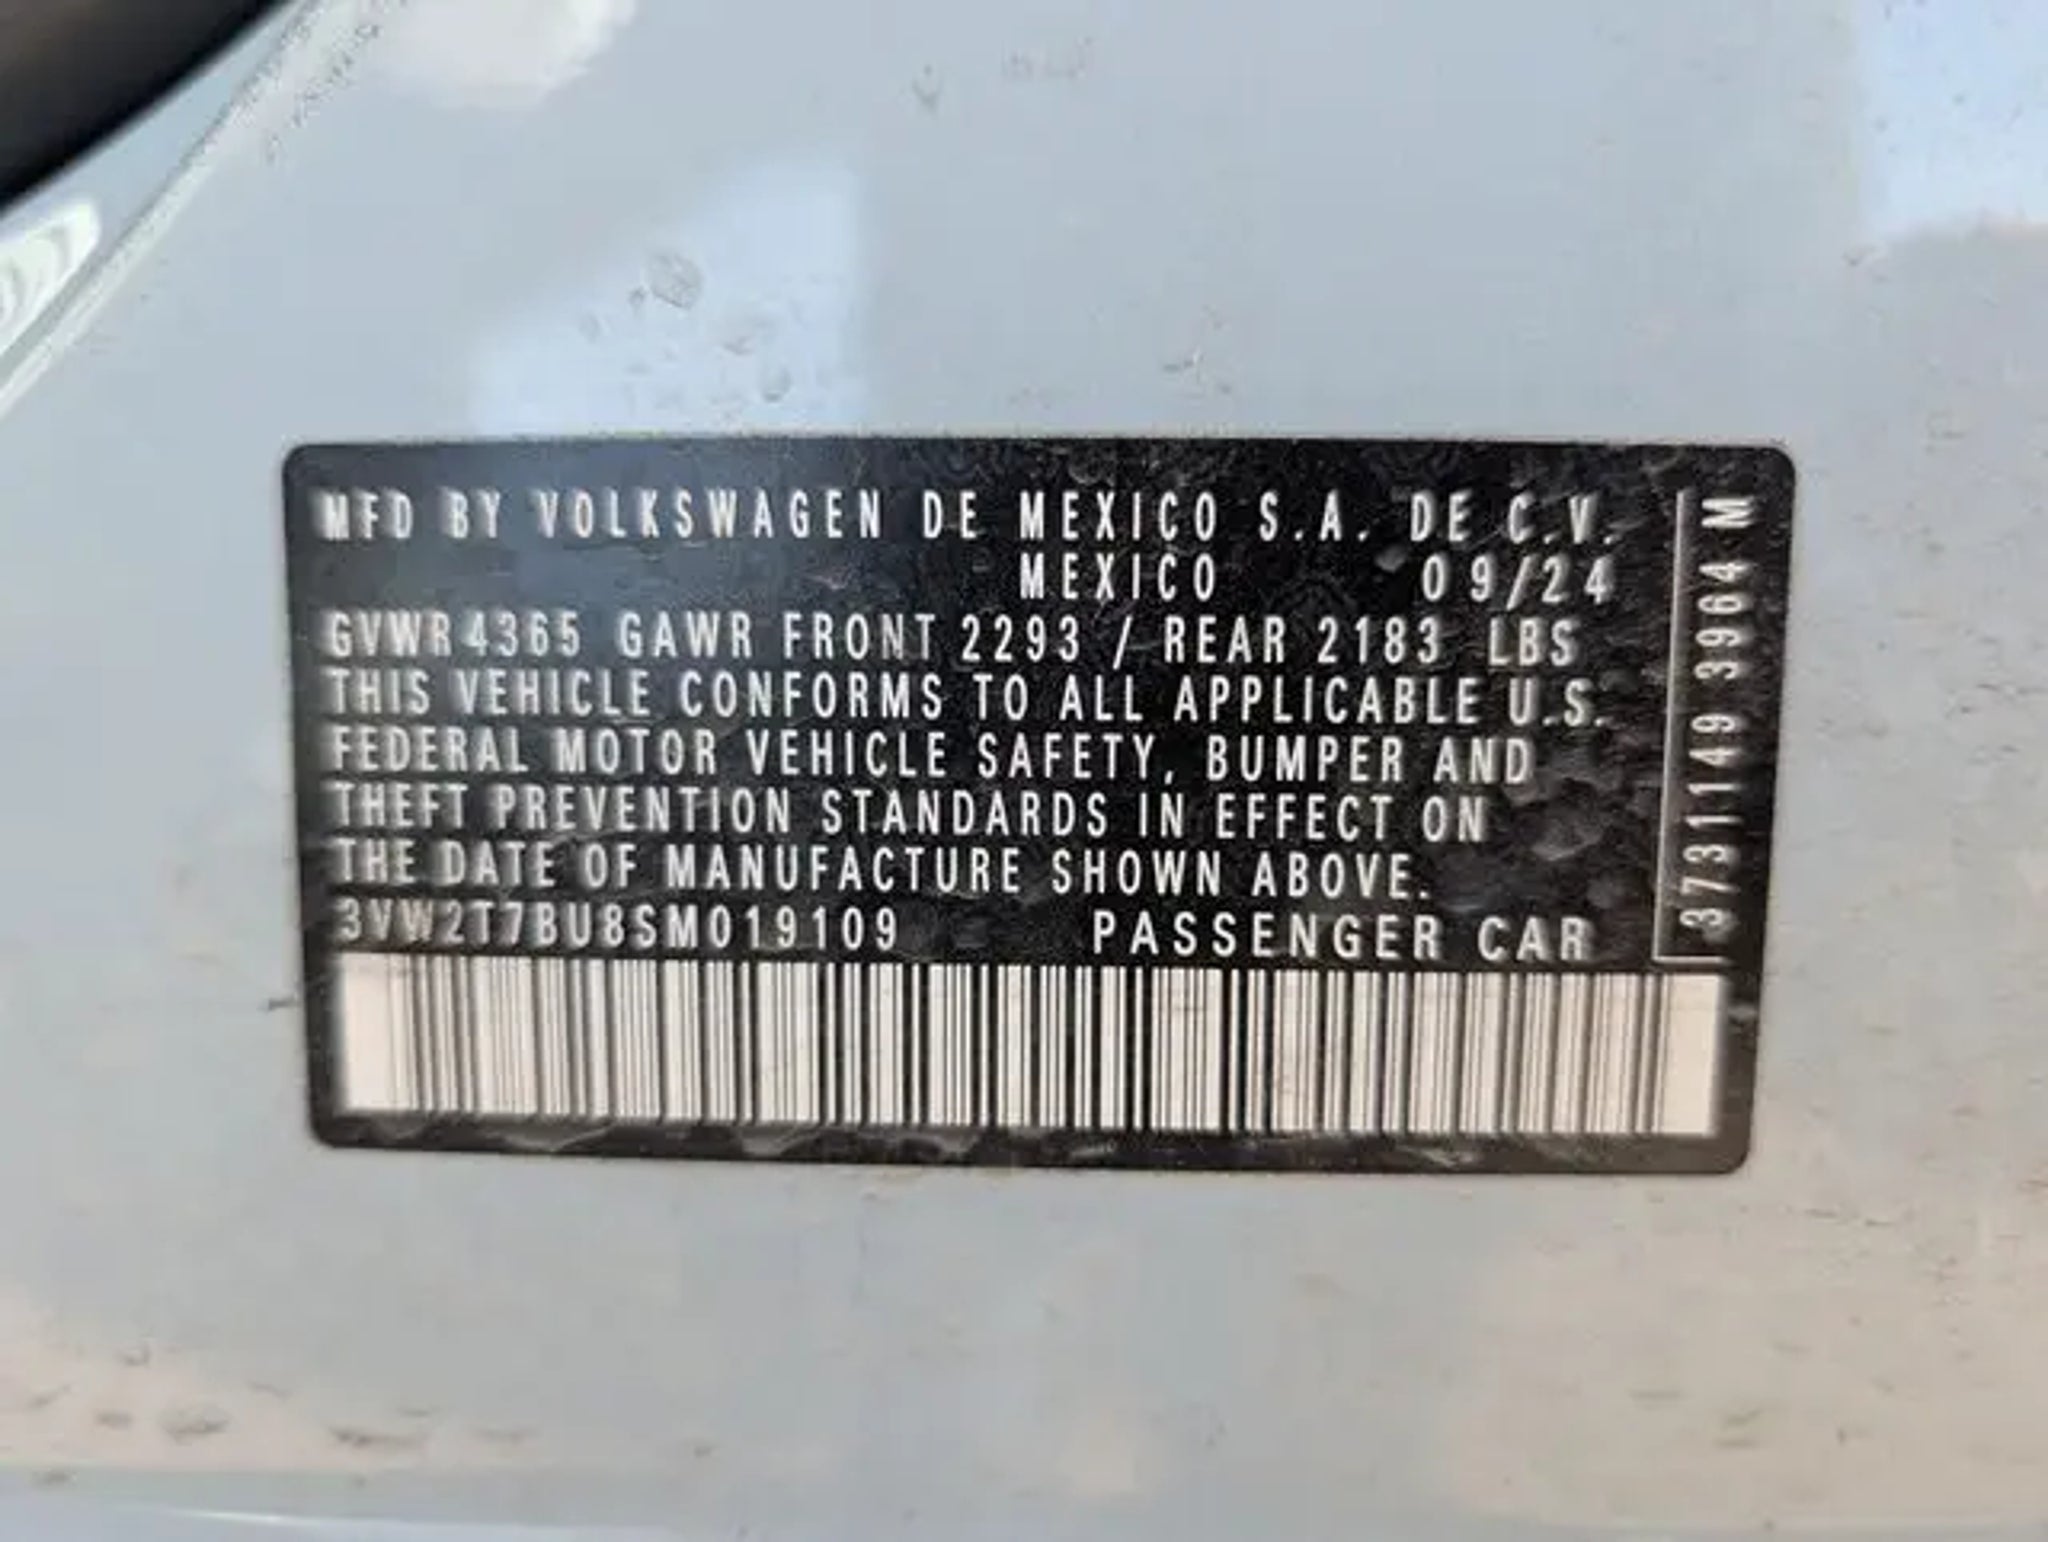 MFD BY VOLKSWAGEN DE MEXICO S.A. DE C.V.
MEXICO 09/24
GVWR 4365 GAWR FRONT 2293 / REAR 2183 LBS
THIS VEHICLE CONFORMS TO ALL APPLICABLE U.S.
FEDERAL MOTOR VEHICLE SAFETY, BUMPER AND
THEFT PREVENTION STANDARDS IN EFFECT ON
THE DATE OF MANUFACTURE SHOWN ABOVE.
3VW2T7BU8SM019109 PASSENGER CAR
3731149 3964 M